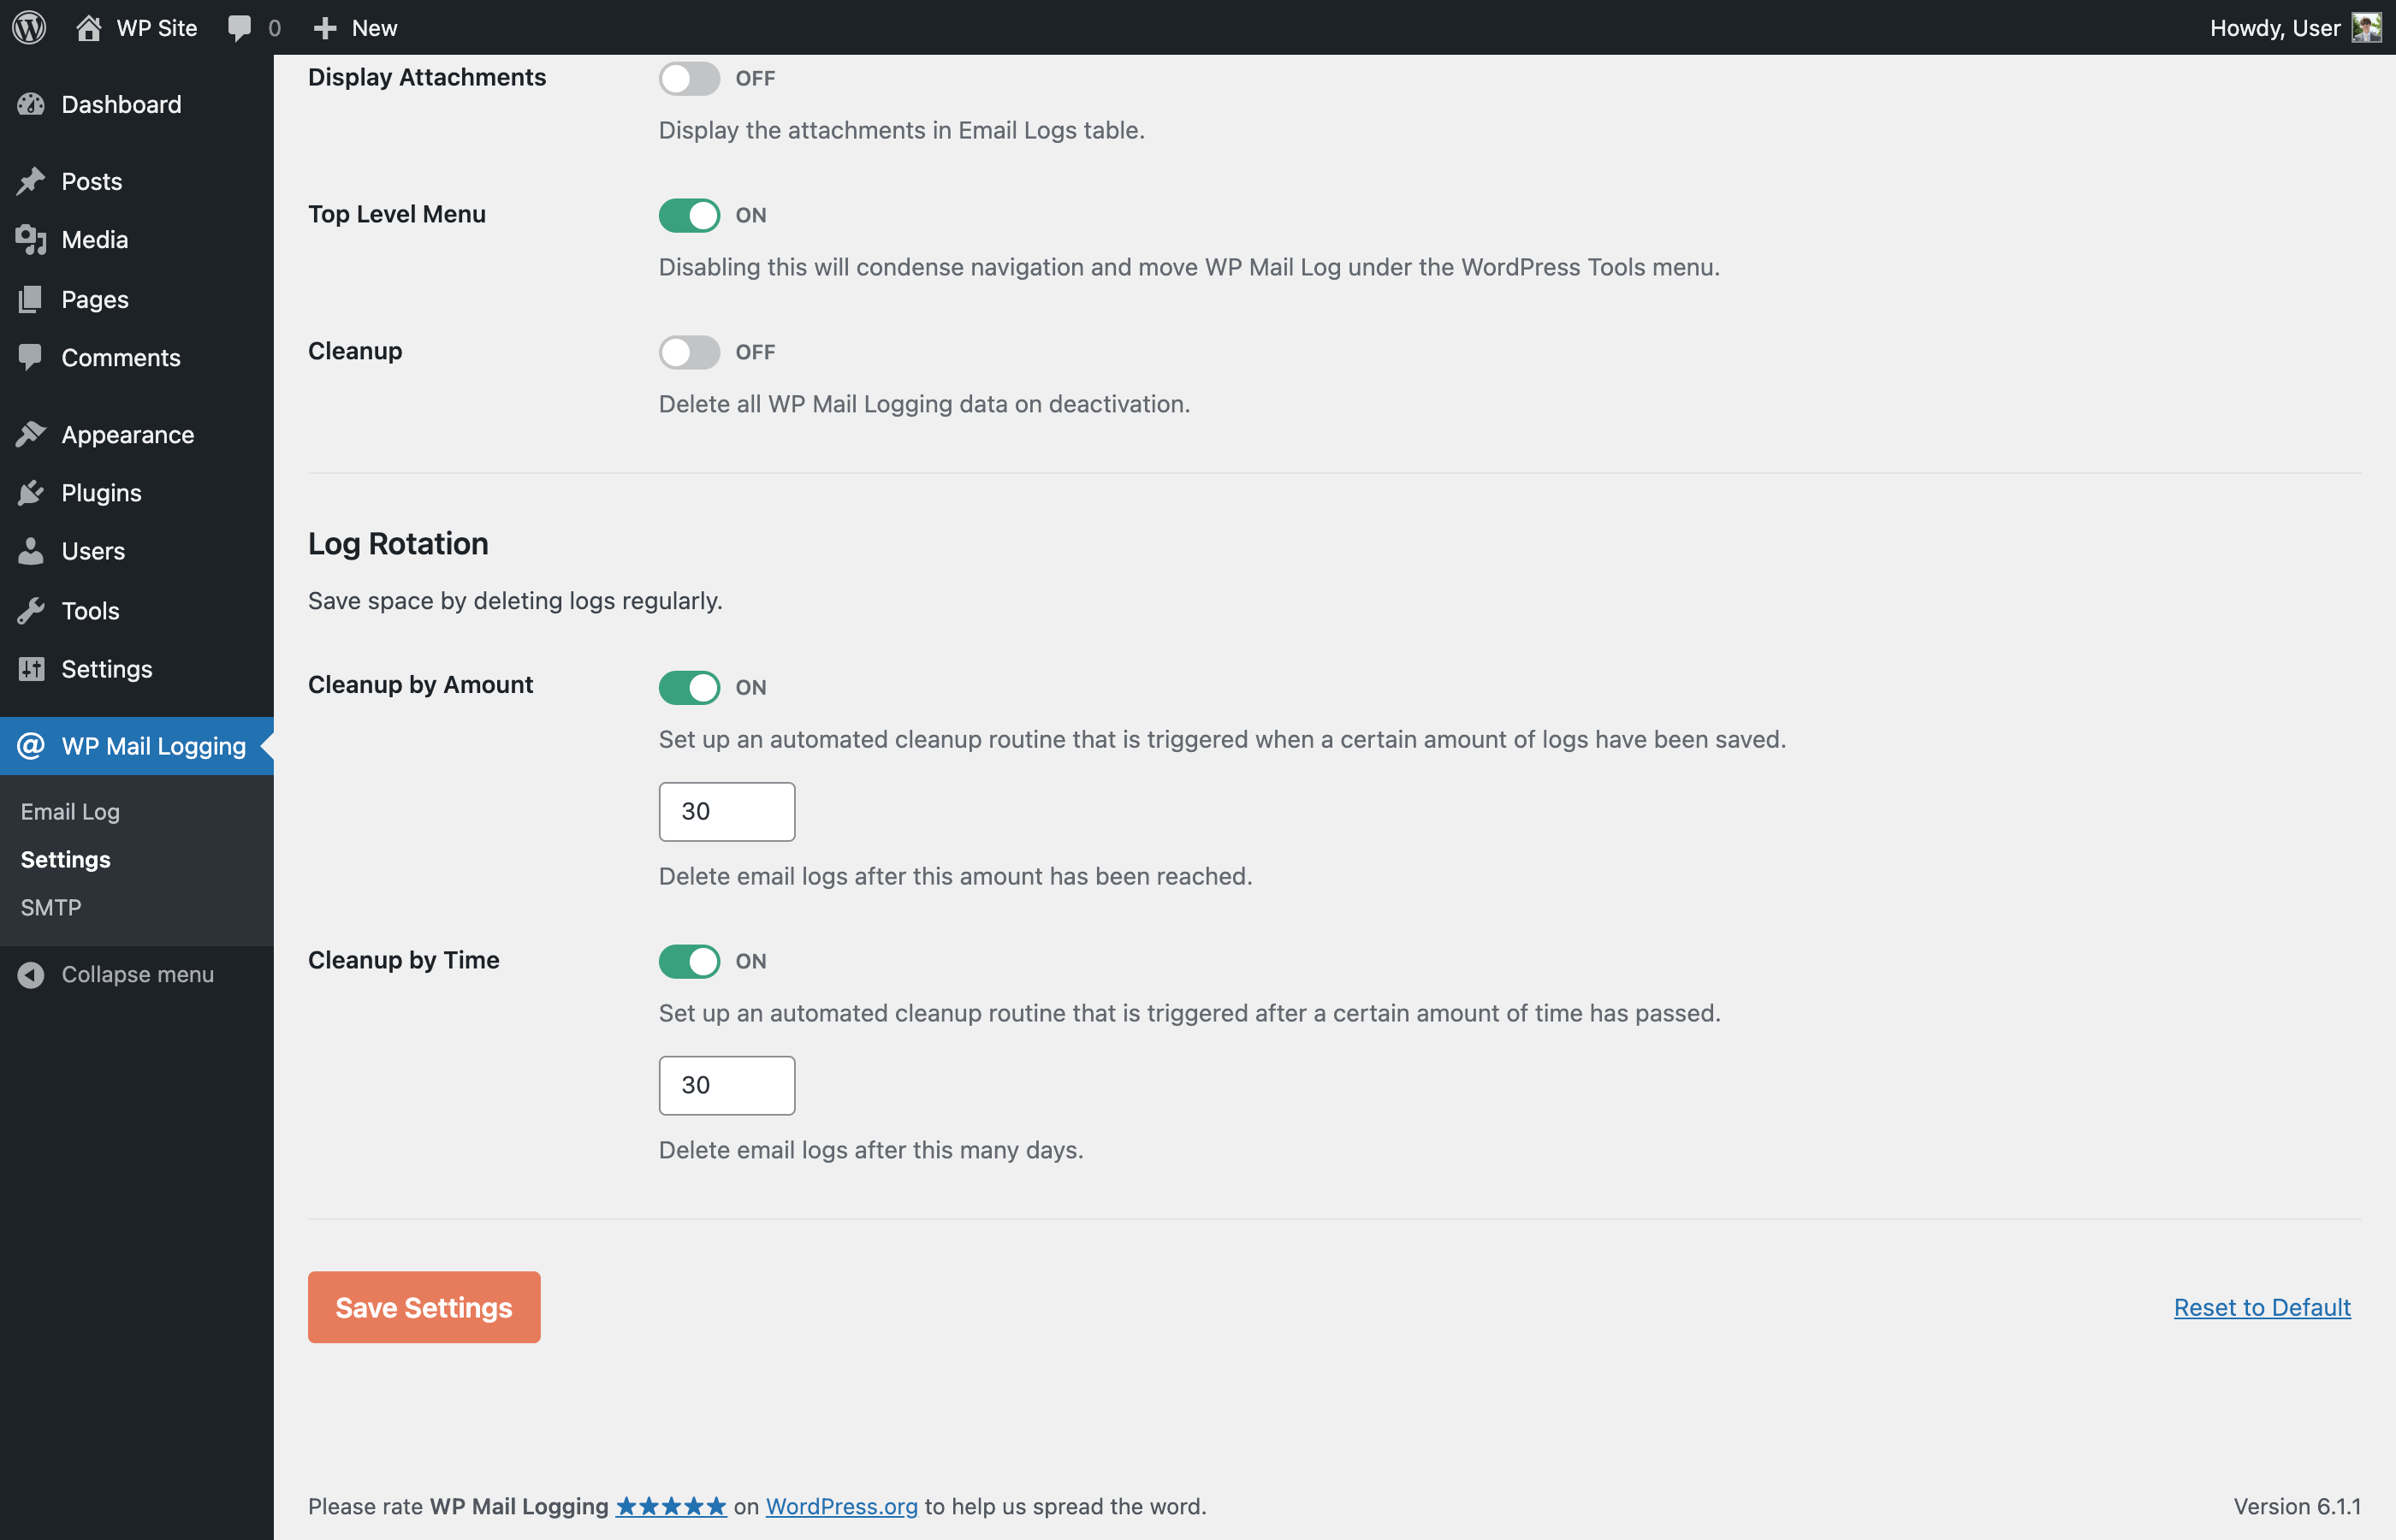 WP Site 0 New Howdy, User
Dashboard
Posts
Media
Pages
Comments
Appearance
Plugins
Users
Tools
Settings
WP Mail Logging
Email Log
Settings
SMTP
Collapse menu
Display Attachments OFF
Display the attachments in Email Logs table.
Top Level Menu ON
Disabling this will condense navigation and move WP Mail Log under the WordPress Tools menu.
Cleanup OFF
Delete all WP Mail Logging data on deactivation.
Log Rotation
Save space by deleting logs regularly.
Cleanup by Amount ON
Set up an automated cleanup routine that is triggered when a certain amount of logs have been saved.
30
Delete email logs after this amount has been reached.
Cleanup by Time ON
Set up an automated cleanup routine that is triggered after a certain amount of time has passed.
30
Delete email logs after this many days.
Save Settings Reset to Default
Please rate WP Mail Logging ★★★★★ on WordPress.org to help us spread the word. Version 6.1.1